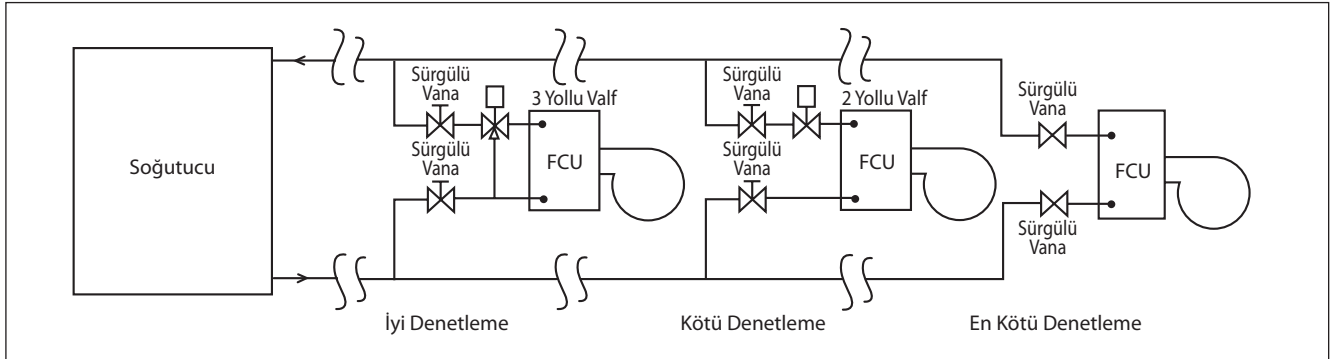 Soğutucu
Sürgülü
Vana
3 Yollu Valf
Sürgülü
Vana
FCU
Sürgülü
Vana
2 Yollu Valf
Sürgülü
Vana
FCU
Sürgülü
Vana
FCU
Sürgülü
Vana
İyi Denetleme
Kötü Denetleme
En Kötü Denetleme